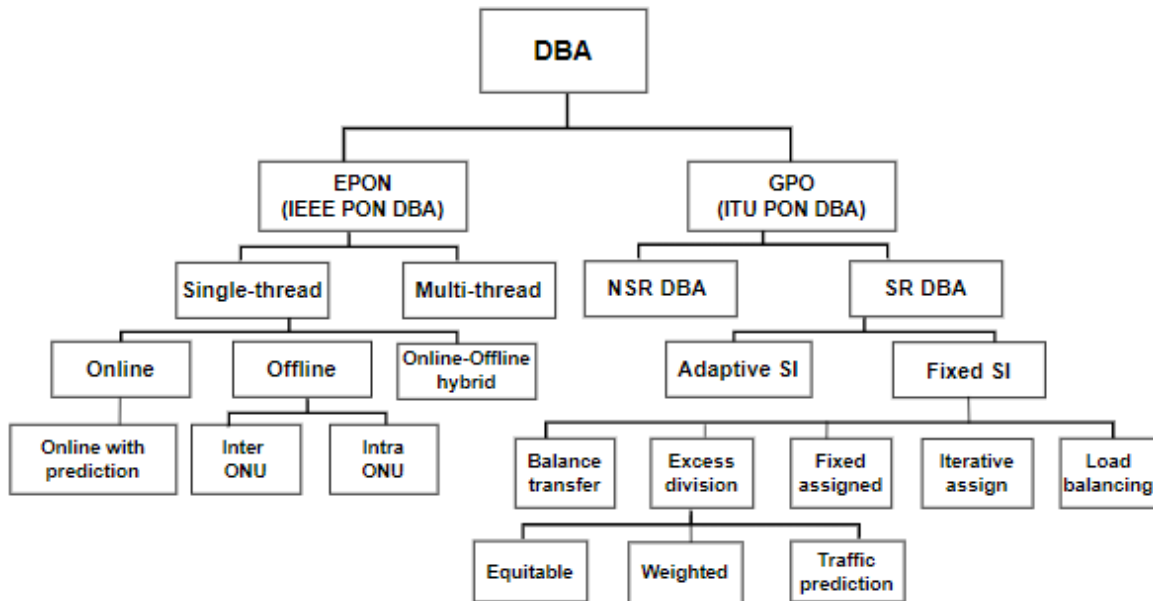 DBA
EPON
(IEEE PON DBA)
GPO
(ITU PON DBA)
Single-thread
Multi-thread
NSR DBA
SR DBA
Online
Offline
Online-Offline
hybrid
Adaptive SI
Fixed SI
Online with
prediction
Inter
ONU
Intra
ONU
Balance
transfer
Excess
division
Fixed
assigned
Iterative
assign
Load
balancing
Equitable
Weighted
Traffic
prediction